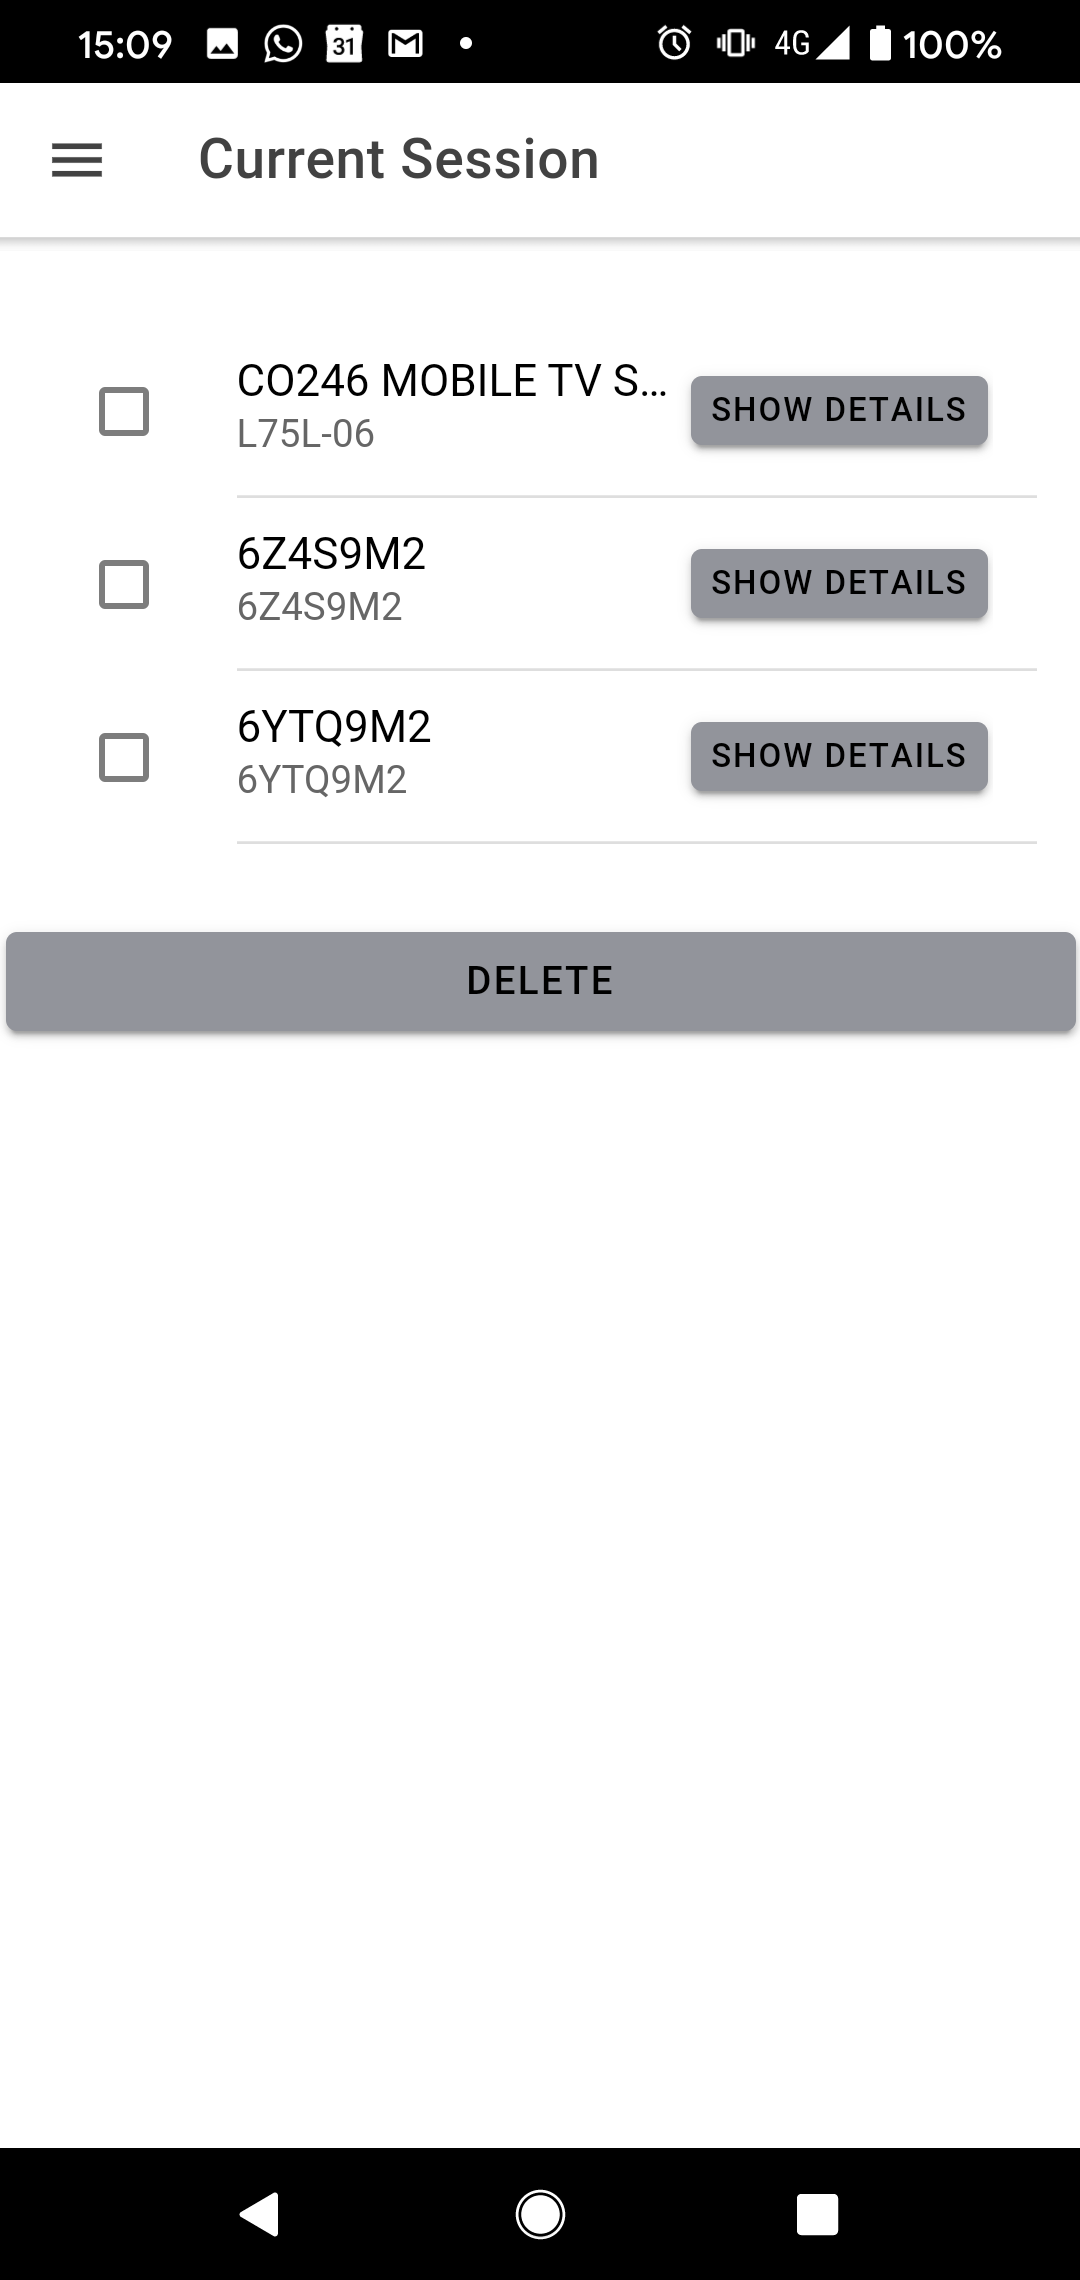 15:09 31 4G 100%
Current Session
CO246 MOBILE TV S...
L75L-06
SHOW DETAILS
6Z4S9M2
6Z4S9M2
SHOW DETAILS
6YTQ9M2
6YTQ9M2
SHOW DETAILS
DELETE